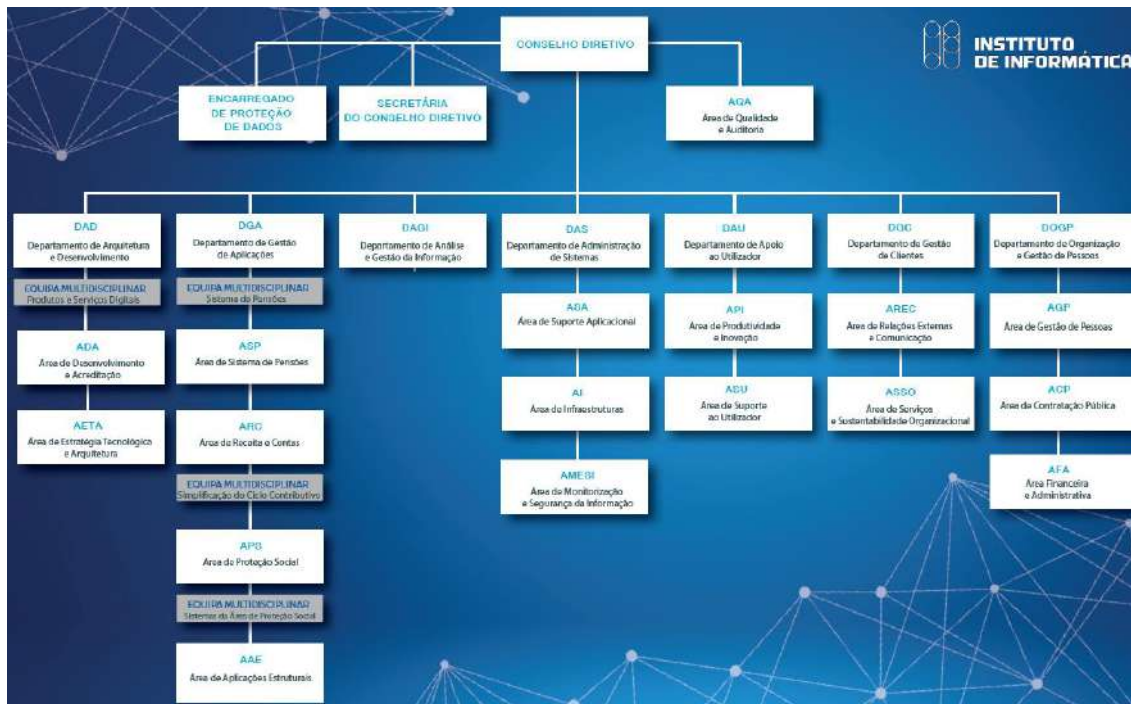 CONSELHO DIRETIVO
INSTITUTO
DE INFORMÁTICA
ENCARREGADO
DE PROTEÇÃO
DE DADOS
SECRETÁRIA
DO CONSELHO DIRETIVO
AQA
Área de Qualidade
e Auditoria
DAD
Departamento de Arquitetura
e Desenvolvimento
EQUIPA MULTIDISCIPLINAR
Produtos e Serviços Digitais
ADA
Área de Desenvolvimento
e Acreditação
AETA
Área de Estratégia Tecnológica
e Arquitetura
DGA
Departamento de Gestão
de Aplicações
EQUIPA MULTIDISCIPLINAR
Sistema de Pensões
ASP
Área de Sistema de Pensões
ARC
Área de Receita e Contas
EQUIPA MULTIDISCIPLINAR
Simplificação do Ciclo Contributivo
APS
Área de Proteção Social
EQUIPA MULTIDISCIPLINAR
Sistemas da Área de Proteção Social
AAE
Área de Aplicações Estruturais
DAGI
Departamento de Análise
e Gestão da Informação
DAS
Departamento de Administração
de Sistemas
ASA
Área de Suporte Aplicacional
AI
Área de Infraestruturas
AMESI
Área de Monitorização
e Segurança da Informação
DAU
Departamento de Apoio
ao Utilizador
API
Área de Produtividade
e Inovação
ASU
Área de Suporte
ao Utilizador
DGC
Departamento de Gestão
de Clientes
AREC
Área de Relações Externas
e Comunicação
ASSO
Área de Serviços
e Sustentabilidade Organizacional
DOGP
Departamento de Organização
e Gestão de Pessoas
AGP
Área de Gestão de Pessoas
ACP
Área de Contratação Pública
AFA
Área Financeira
e Administrativa